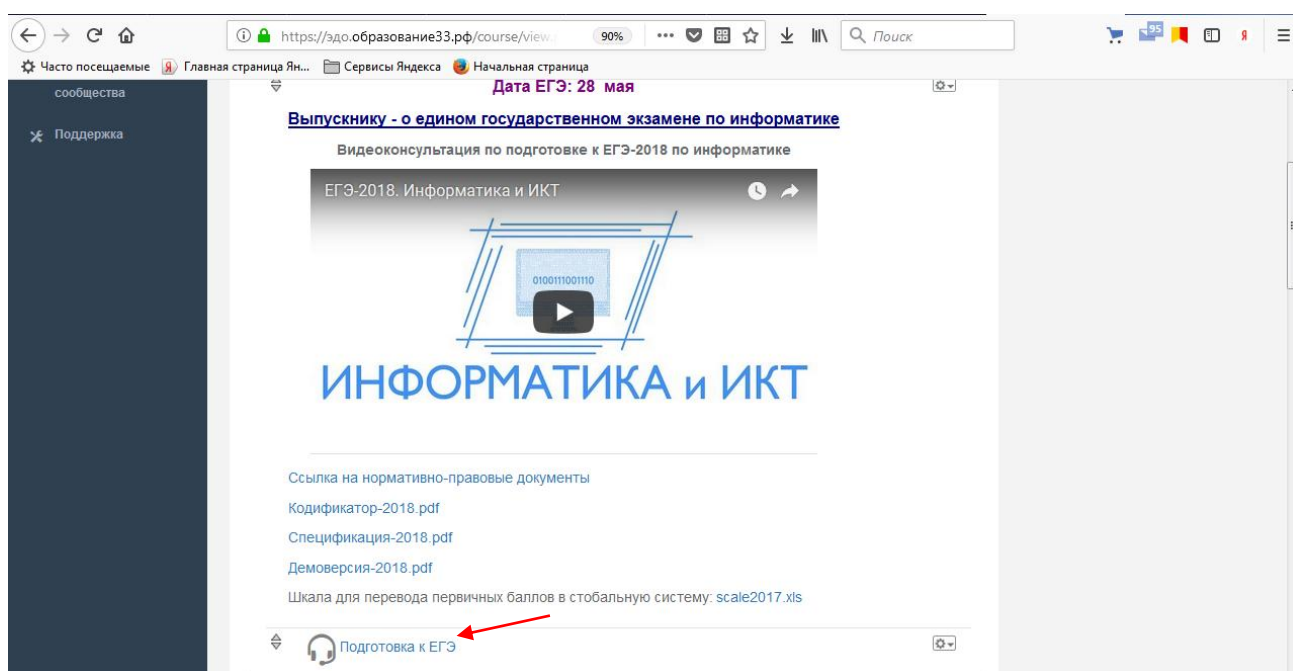 https://эдо.образование33.рф/course/view. 90% Поиск 95 Я
Часто посещаемые Я Главная страница Ян... Сервисы Яндекса Начальная страница
сообщества
Поддержка
Дата ЕГЭ: 28 мая
Выпускнику - о едином государственном экзамене по информатике
Видеоконсультация по подготовке к ЕГЭ-2018 по информатике
ЕГЭ-2018. Информатика и ИКТ
0100111001110
ИНФОРМАТИКА и ИКТ
Ссылка на нормативно-правовые документы
Кодификатор-2018.pdf
Спецификация-2018.pdf
Демоверсия-2018.pdf
Шкала для перевода первичных баллов в стобальную систему: scale2017.xls
Подготовка к ЕГЭ